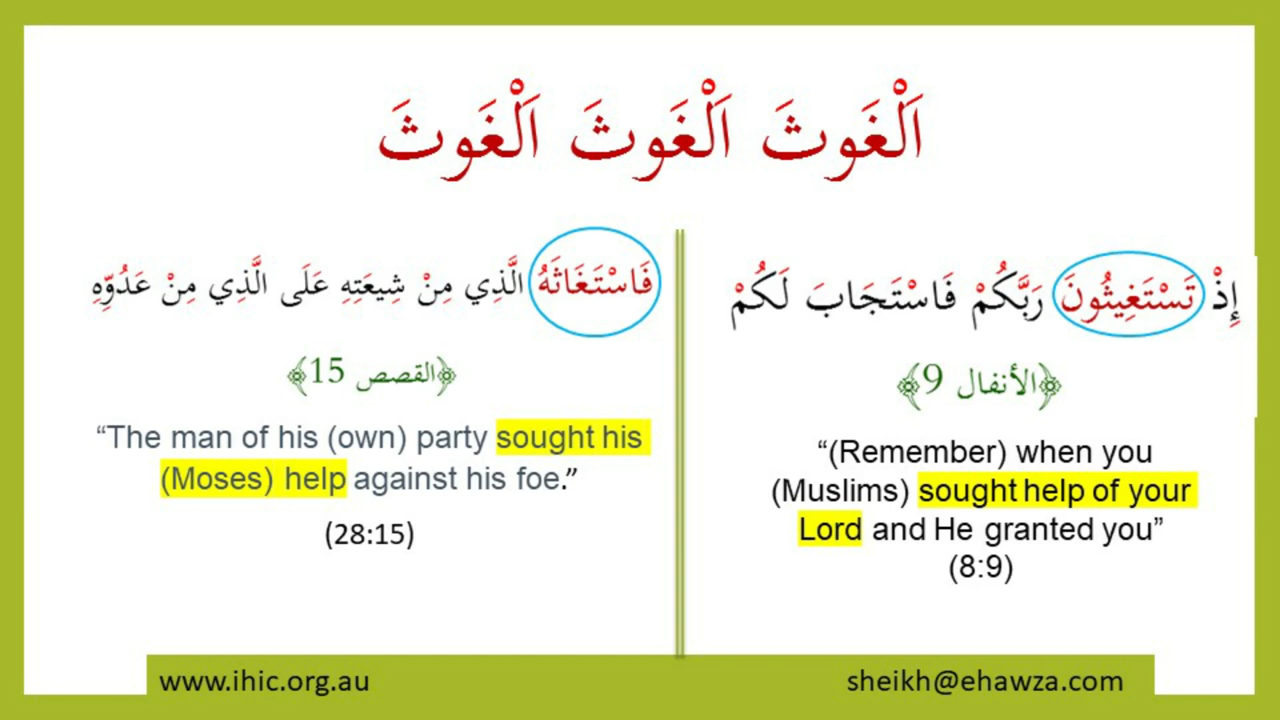 اَلْغَوثَ اَلْغَوثَ اَلْغَوثَ
إِذْ تَسْتَغِيثُونَ رَبَّكُمْ فَاسْتَجَابَ لَكُمْ
﴿الأنفال 9﴾
“(Remember) when you
(Muslims) sought help of your
Lord and He granted you”
(8:9)
فَاسْتَغَاثَهُ الَّذِي مِنْ شِيعَتِهِ عَلَى الَّذِي مِنْ عَدُوِّهِ
﴿القصص 15﴾
“The man of his (own) party sought his
(Moses) help against his foe.”
(28:15)
www.ihic.org.au
sheikh@ehawza.com